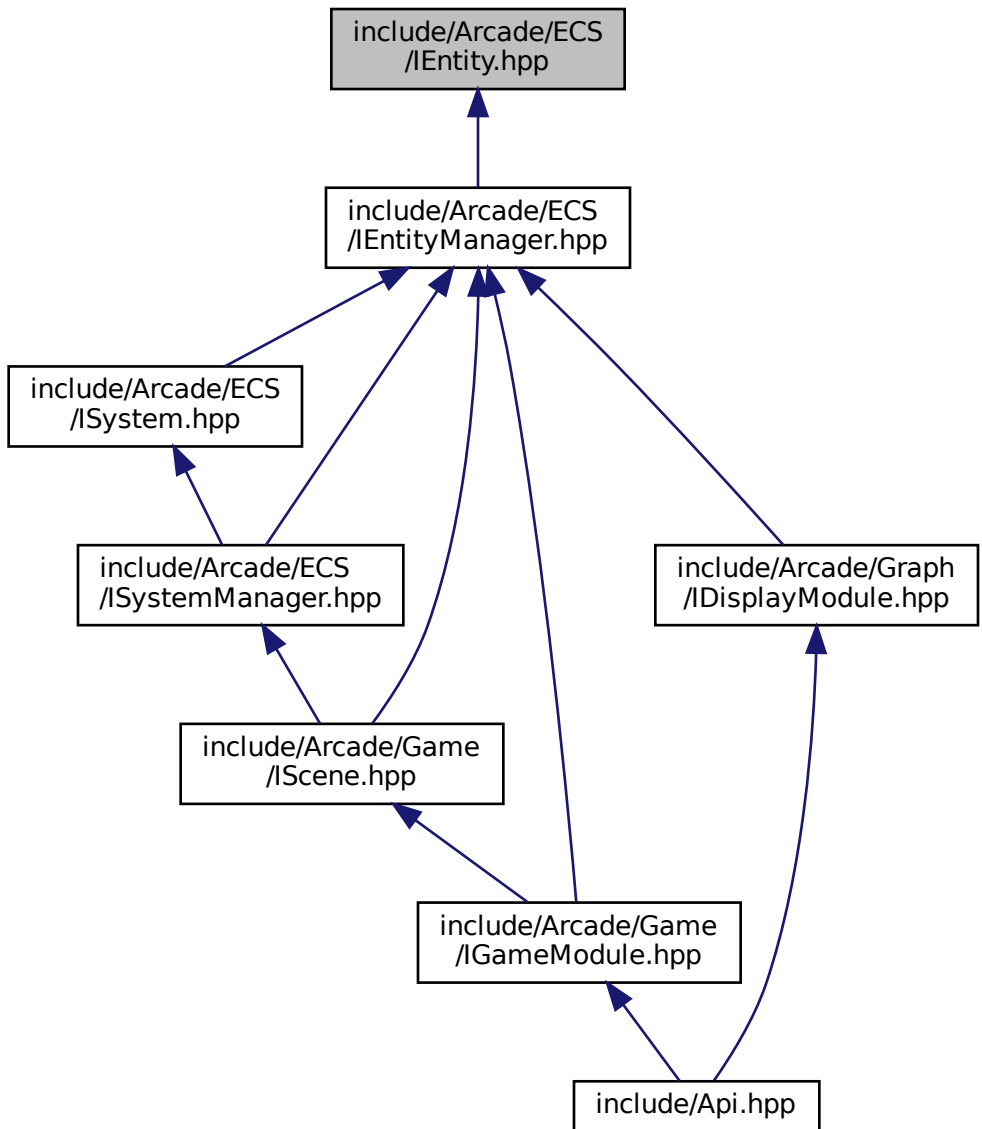 include/Arcade/ECS
/IEntity.hpp
include/Arcade/ECS
/IEntityManager.hpp
include/Arcade/ECS
/ISystem.hpp
include/Arcade/ECS
/ISystemManager.hpp
include/Arcade/Graph
/IDisplayModule.hpp
include/Arcade/Game
/IScene.hpp
include/Arcade/Game
/IGameModule.hpp
include/Api.hpp